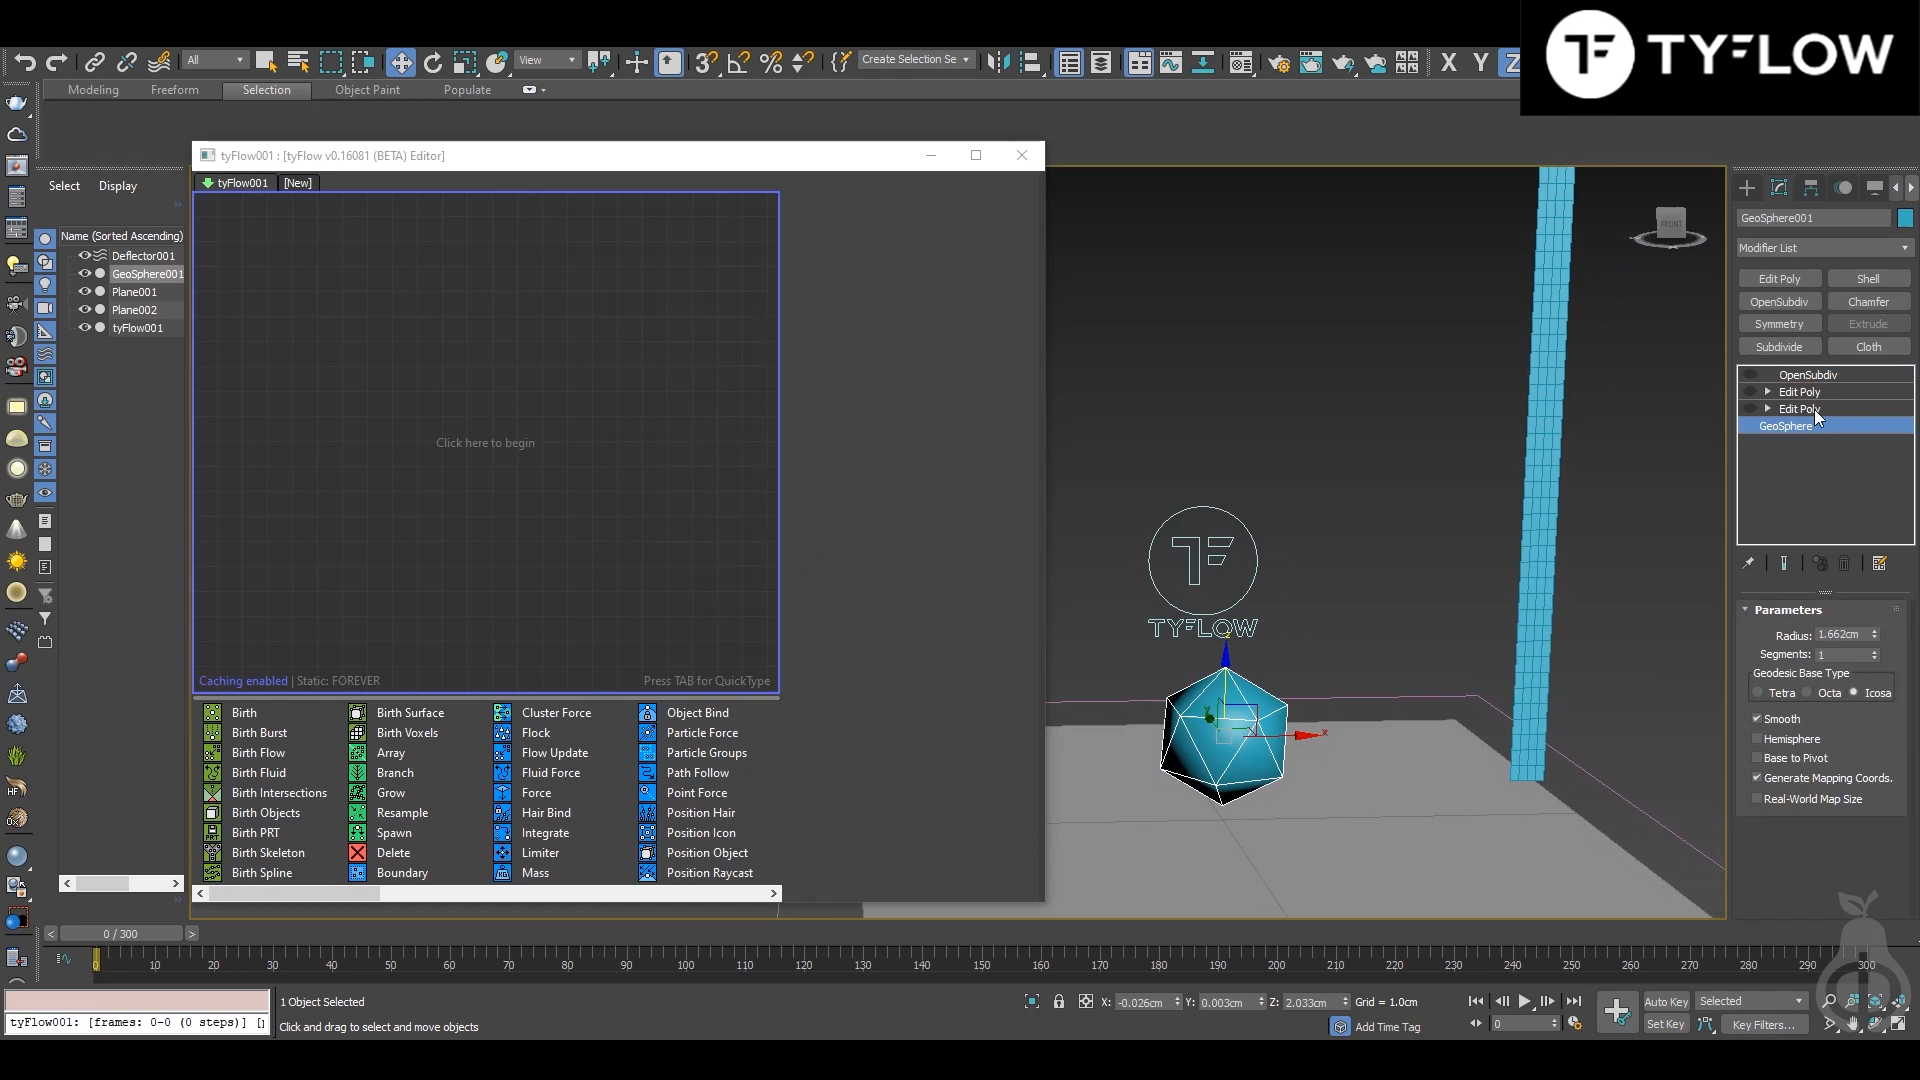 TYFLOW
All
View
Create Selection Se
X
Y
Z
Modeling
Freeform
Selection
Object Paint
Populate
tyFlow001 : [tyFlow v0.16081 (BETA) Editor]
tyFlow001
[New]
Select
Display
Name (Sorted Ascending)
Deflector001
GeoSphere001
Plane001
Plane002
tyFlow001
Click here to begin
Caching enabled | Static: FOREVER
Press TAB for QuickType
Birth
Birth Surface
Cluster Force
Object Bind
Birth Burst
Birth Voxels
Flock
Particle Force
Birth Flow
Array
Flow Update
Particle Groups
Birth Fluid
Branch
Fluid Force
Path Follow
Birth Intersections
Grow
Force
Point Force
Birth Objects
Resample
Hair Bind
Position Hair
Birth PRT
Spawn
Integrate
Position Icon
Birth Skeleton
Delete
Limiter
Position Object
Birth Spline
Boundary
Mass
Position Raycast
FRONT
TYFLOW
z
y
x
GeoSphere001
Modifier List
Edit Poly
Shell
OpenSubdiv
Chamfer
Symmetry
Extrude
Subdivide
Cloth
OpenSubdiv
Edit Poly
Edit Poly
GeoSphere
Parameters
Radius: 1.662cm
Segments: 1
Geodesic Base Type
Tetra
Octa
Icosa
Smooth
Hemisphere
Base to Pivot
Generate Mapping Coords.
Real-World Map Size
0 / 300
0 10 20 30 40 50 60 70 80 90 100 110 120 130 140 150 160 170 180 190 200 210 220 230 240 250 260 270 280 290 300
1 Object Selected
X: -0.026cm
Y: 0.003cm
Z: 2.033cm
Grid = 1.0cm
Auto Key
Selected
tyFlow001: [frames: 0-0 (0 steps)]
Click and drag to select and move objects
Add Time Tag
0
Set Key
Key Filters...